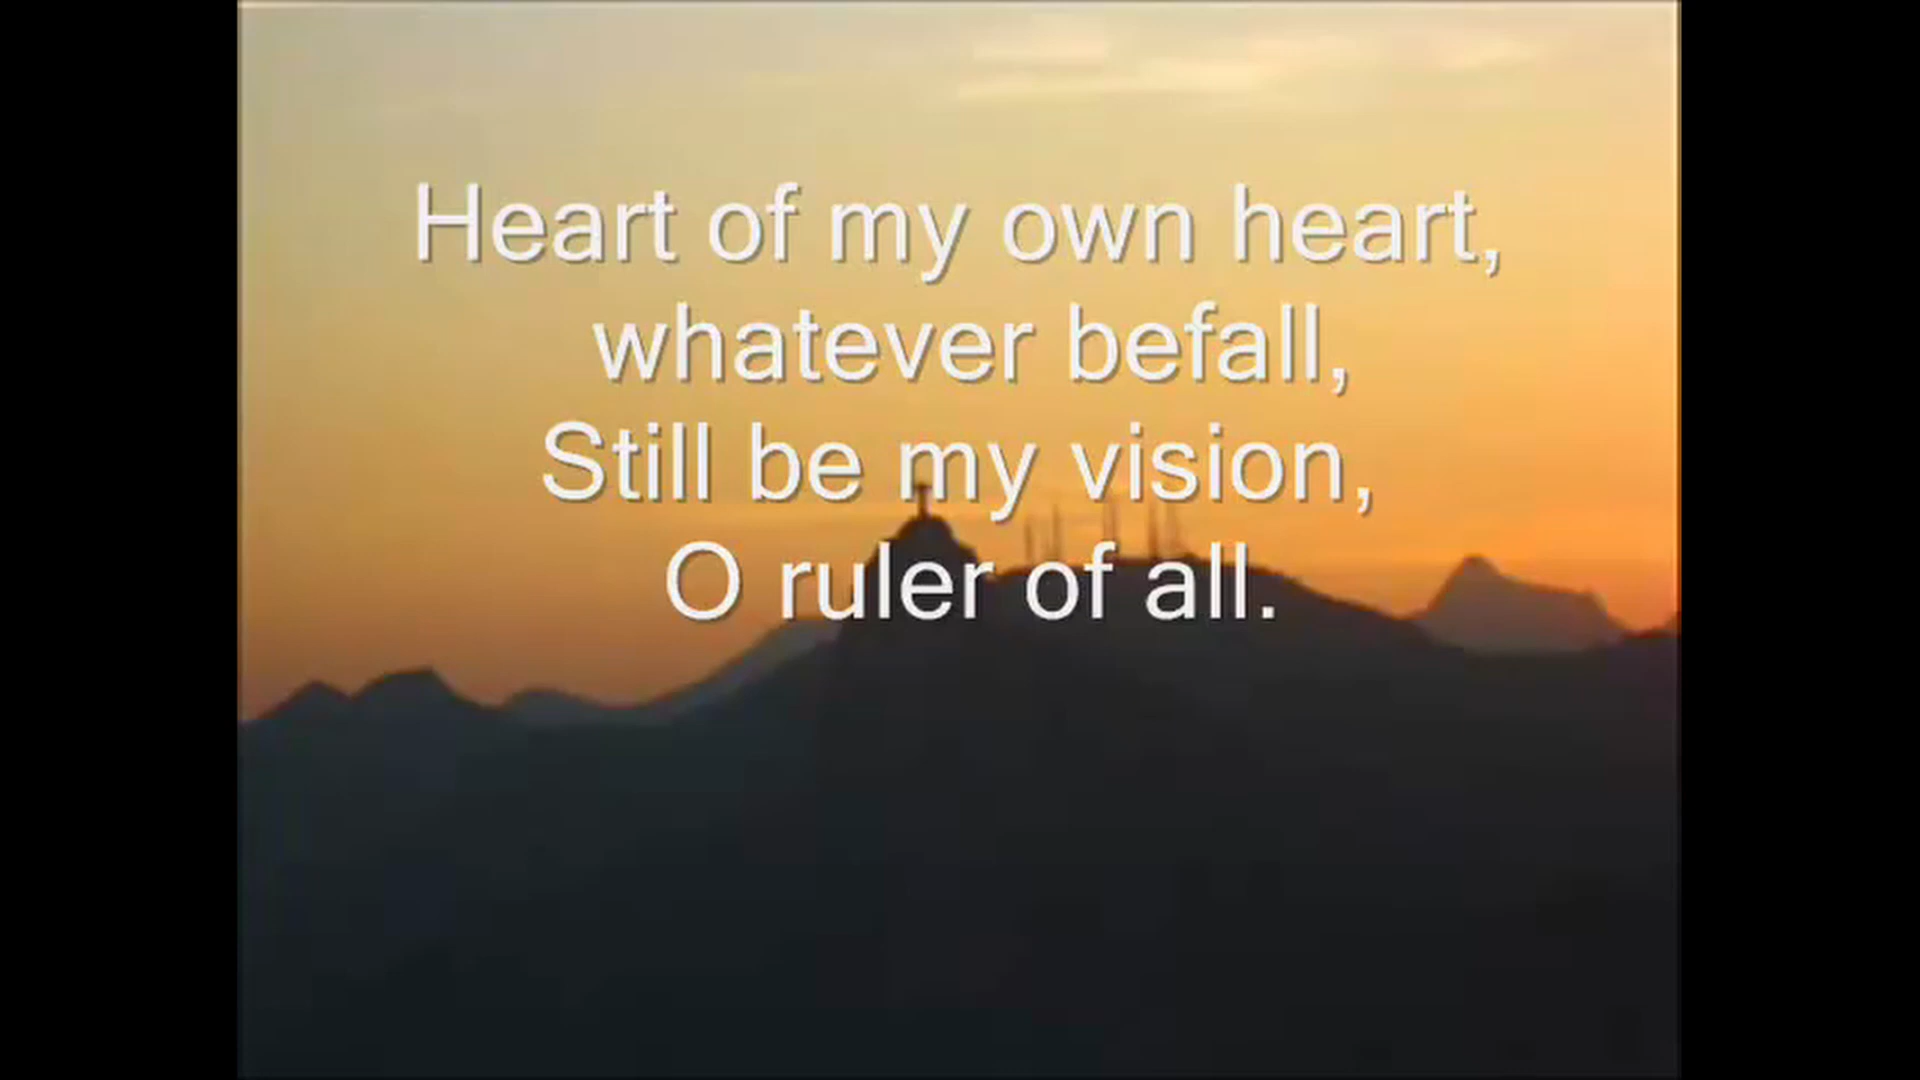 Heart of my own heart,
whatever befall,
Still be my vision,
O ruler of all.